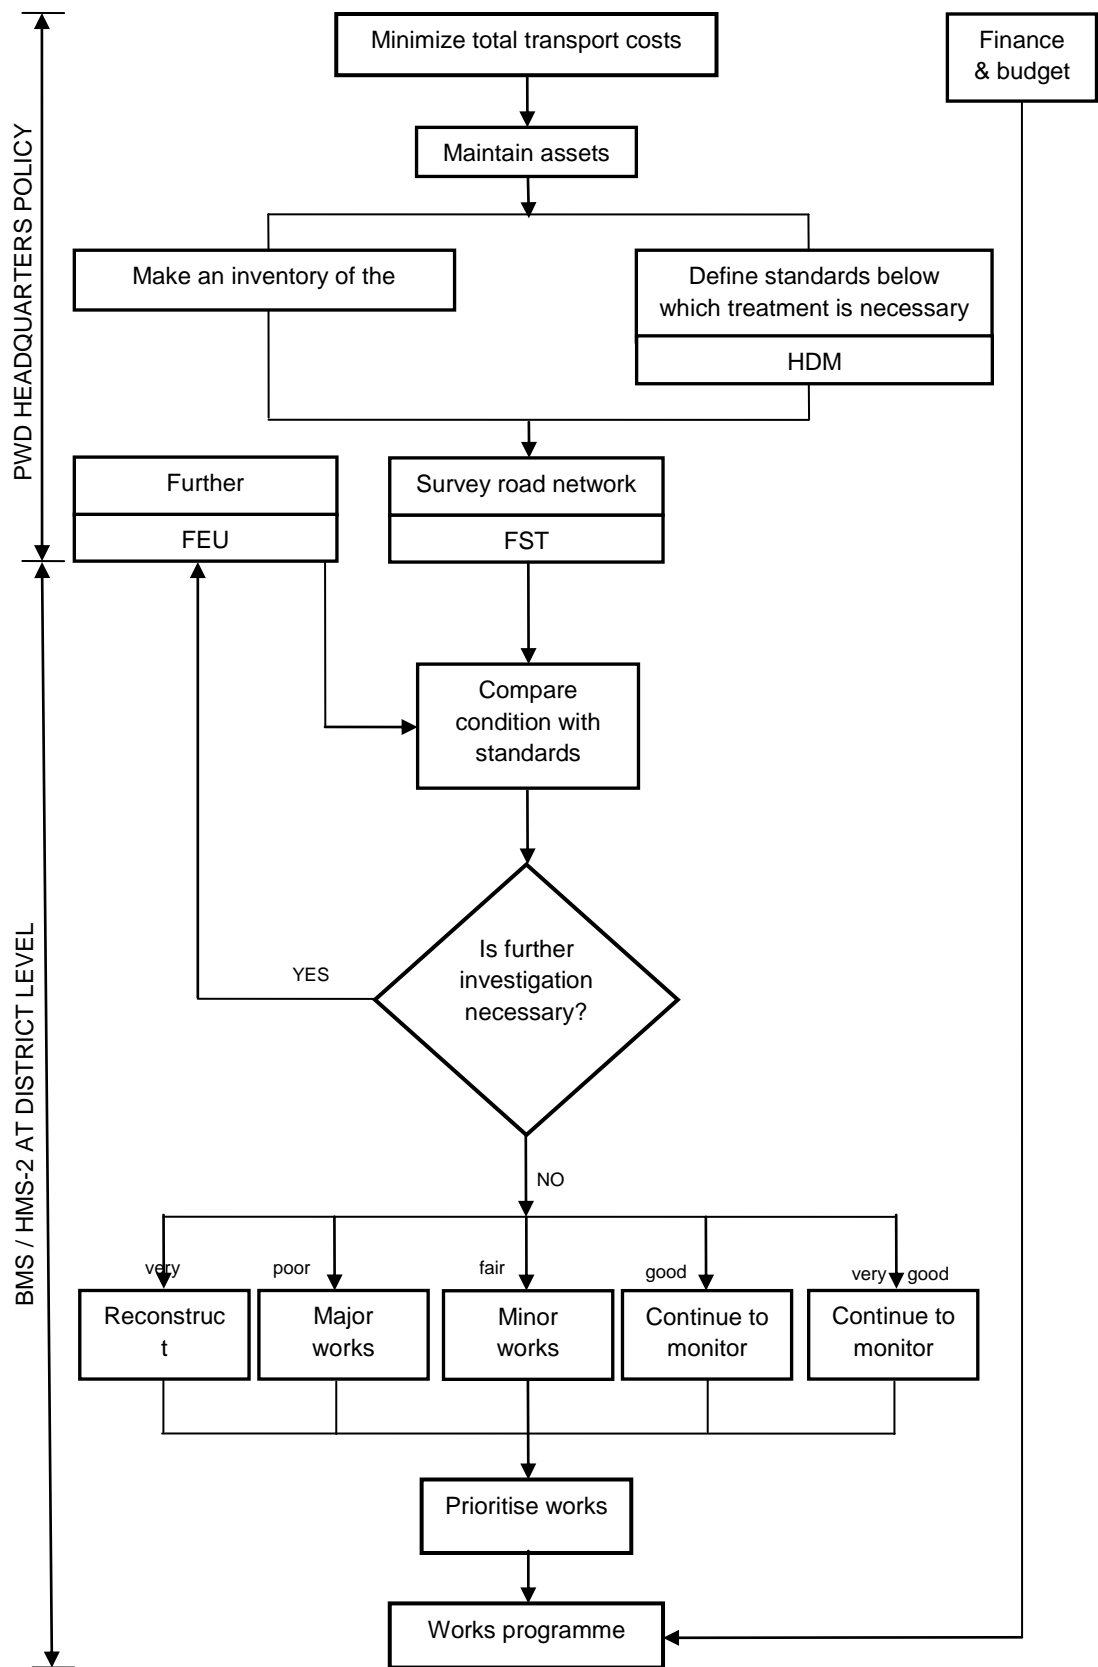 Minimize total transport costs
Finance
& budget
Maintain assets
PWD HEADQUARTERS POLICY
Make an inventory of the
Define standards below
which treatment is necessary
HDM
Further
FEU
Survey road network
FST
Compare
condition with
standards
BMS / HMS-2 AT DISTRICT LEVEL
Is further
investigation
necessary?
YES
NO
very
poor
fair
good
very good
Reconstruc
t
Major
works
Minor
works
Continue to
monitor
Continue to
monitor
Prioritise works
Works programme